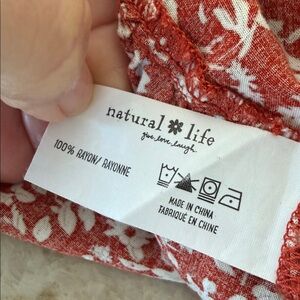 natural life
give.love.laugh.
100% RAYON/ RAYONNE
MADE IN CHINA
FABRIQUÉ EN CHINE